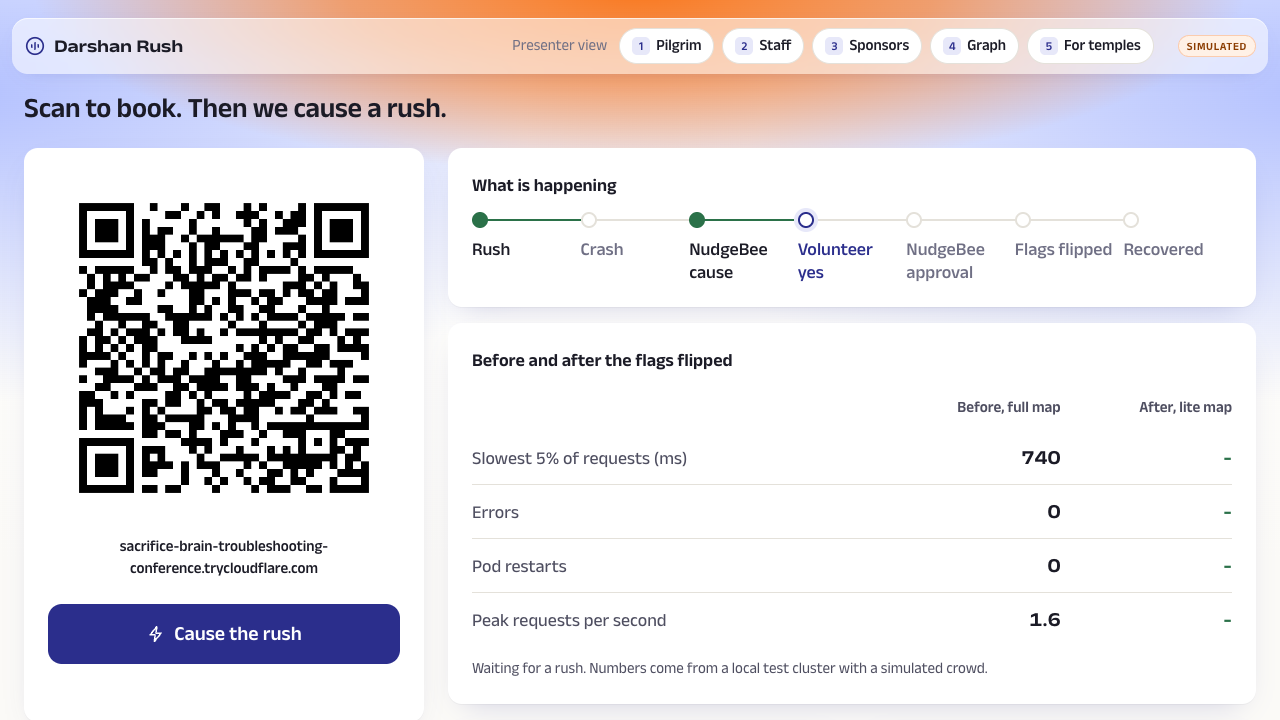 Darshan Rush
Presenter view
1 Pilgrim
2 Staff
3 Sponsors
4 Graph
5 For temples
SIMULATED
Scan to book. Then we cause a rush.
sacrifice-brain-troubleshooting-
conference.trycloudflare.com
Cause the rush
What is happening
Rush
Crash
NudgeBee
cause
Volunteer
yes
NudgeBee
approval
Flags flipped
Recovered
Before and after the flags flipped
Before, full map After, lite map
Slowest 5% of requests (ms) 740 -
Errors 0 -
Pod restarts 0 -
Peak requests per second 1.6 -
Waiting for a rush. Numbers come from a local test cluster with a simulated crowd.